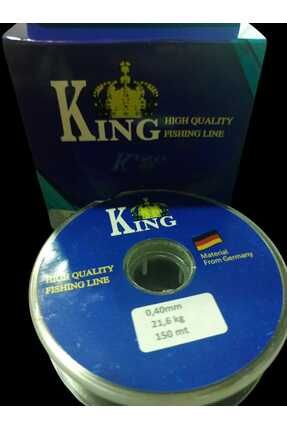 KING
HIGH QUALITY
FISHING LINE
KING
KING
HIGH QUALITY
FISHING LINE
Material
From Germany
0,40mm
21,6 kg
150 mt